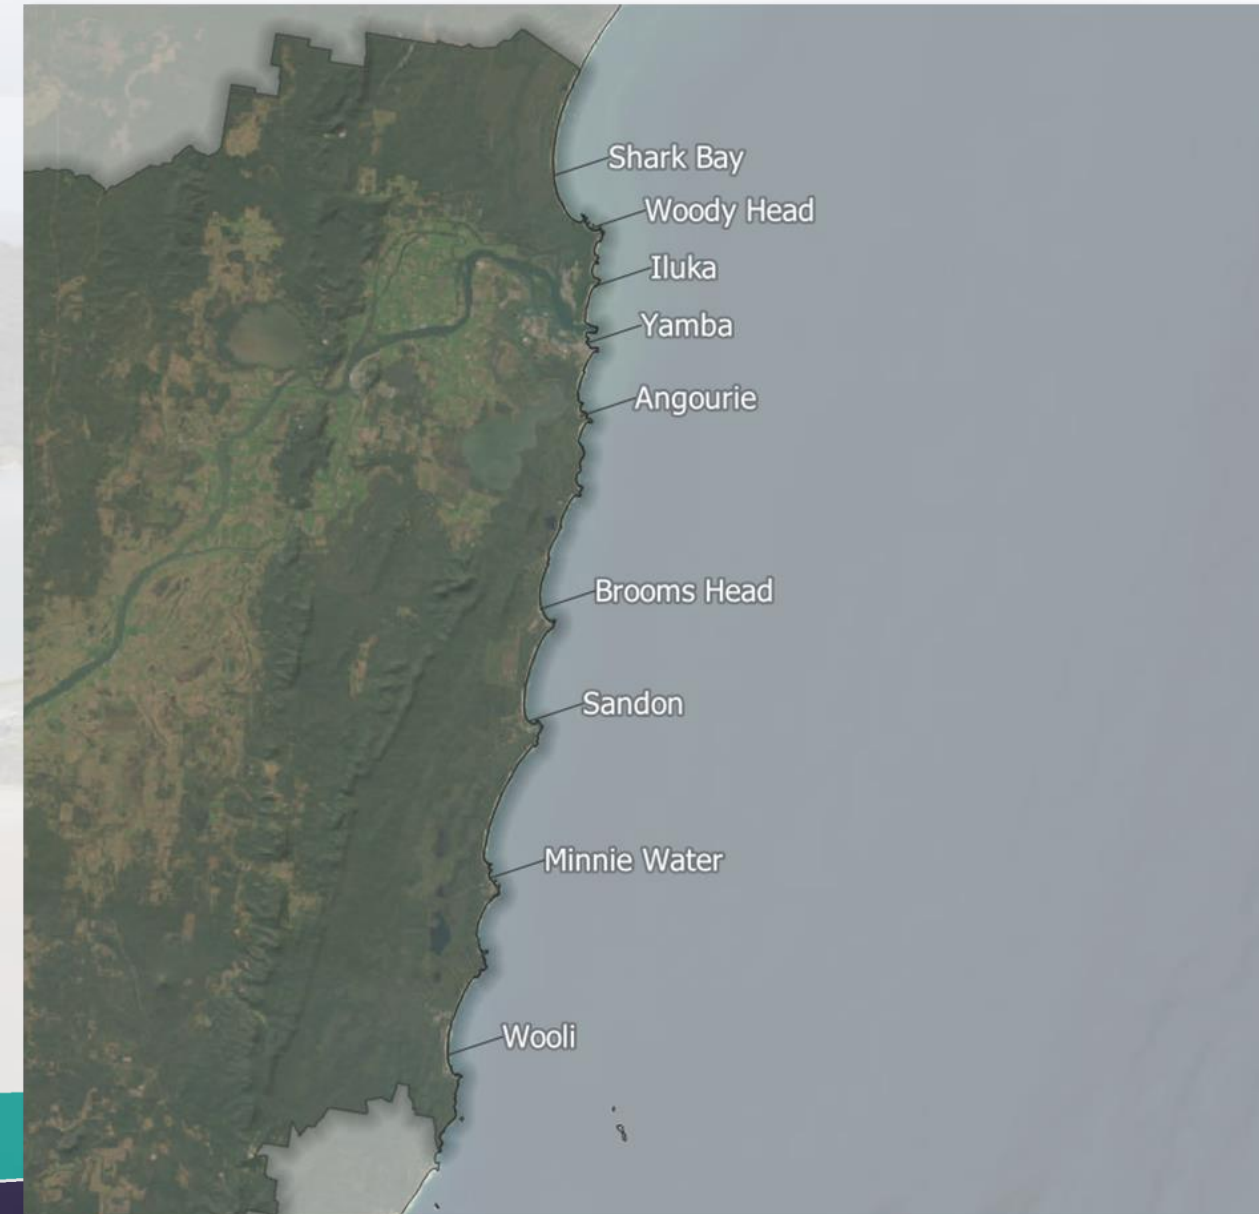 Shark Bay
Woody Head
Iluka
Yamba
Angourie
Brooms Head
Sandon
Minnie Water
Wooli